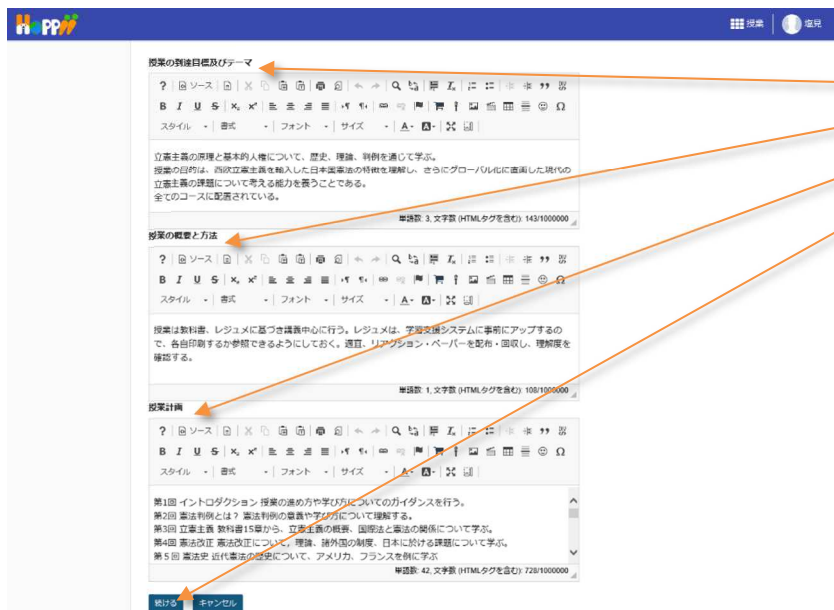 HOPPII
授業
塩見
授業の到達目標及びテーマ
? ソース
B I U S x₂ x² Ω
スタイル 書式 フォント サイズ A A
立憲主義の原理と基本的人権について、歴史、理論、判例を通じて学ぶ。
授業の目的は、西欧立憲主義を輸入した日本国憲法の特徴を理解し、さらにグローバル化に直面した現代の
立憲主義の課題について考える能力を養うことである。
全てのコースに配置されている。
単語数: 3, 文字数 (HTMLタグを含む): 143/1000000
授業の概要と方法
? ソース
B I U S x₂ x² Ω
スタイル 書式 フォント サイズ A A
授業は教科書、レジュメに基づき講義中心に行う。レジュメは、学習支援システムに事前にアップするの
で、各自印刷するか参照できるようにしておく。適宜、リアクション・ペーパーを配布・回収し、理解度を
確認する。
単語数: 1, 文字数 (HTMLタグを含む): 108/1000000
授業計画
? ソース
B I U S x₂ x² Ω
スタイル 書式 フォント サイズ A A
第1回 イントロダクション 授業の進め方や学び方についてのガイダンスを行う。
第2回 憲法判例とは? 憲法判例の意義や学び方について理解する。
第3回 立憲主義 教科書15章から、立憲主義の概要、国際法と憲法の関係について学ぶ。
第4回 憲法改正 憲法改正について，理論、諸外国の制度、日本に於ける課題について学ぶ。
第５回 憲法史 近代憲法の歴史について、アメリカ、フランスを例に学ぶ
単語数: 42, 文字数 (HTMLタグを含む): 728/1000000
続ける キャンセル